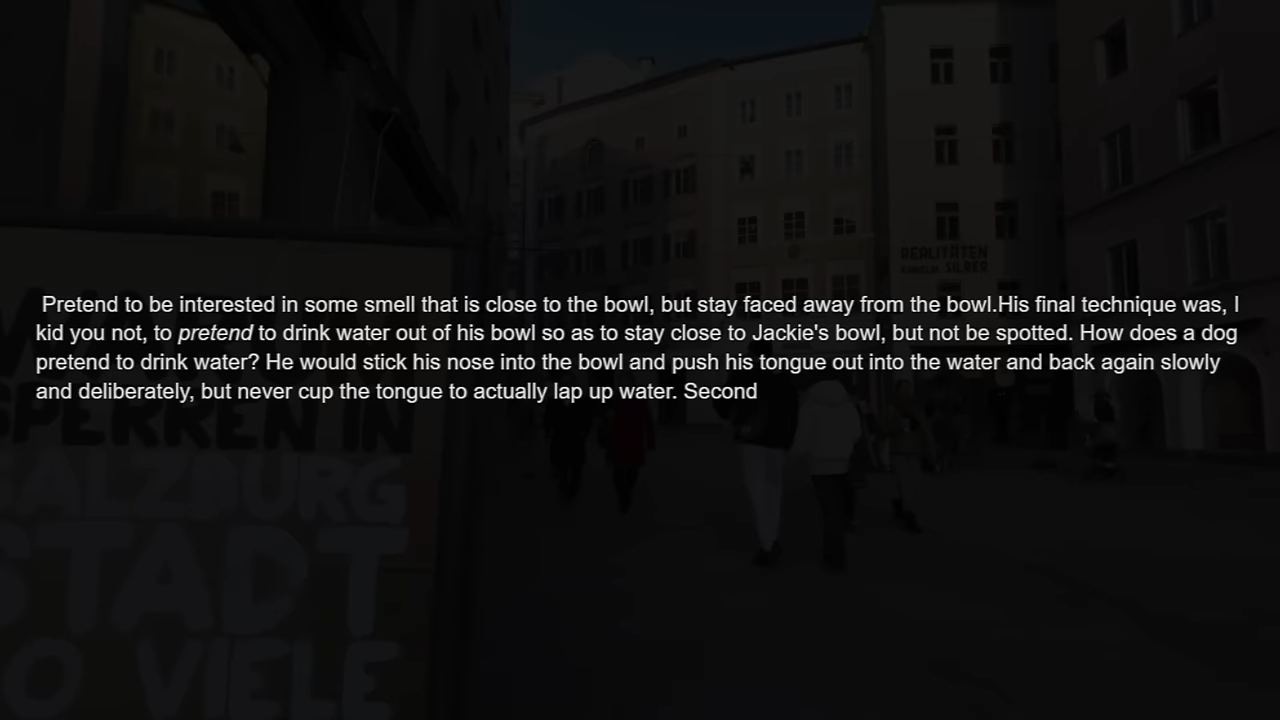 Pretend to be interested in some smell that is close to the bowl, but stay faced away from the bowl.His final technique was, I
kid you not, to pretend to drink water out of his bowl so as to stay close to Jackie's bowl, but not be spotted. How does a dog
pretend to drink water? He would stick his nose into the bowl and push his tongue out into the water and back again slowly
and deliberately, but never cup the tongue to actually lap up water. Second
REALITÄTEN
SILBER
SPERREN IN
SALZBURG
STADT
SO VIELE